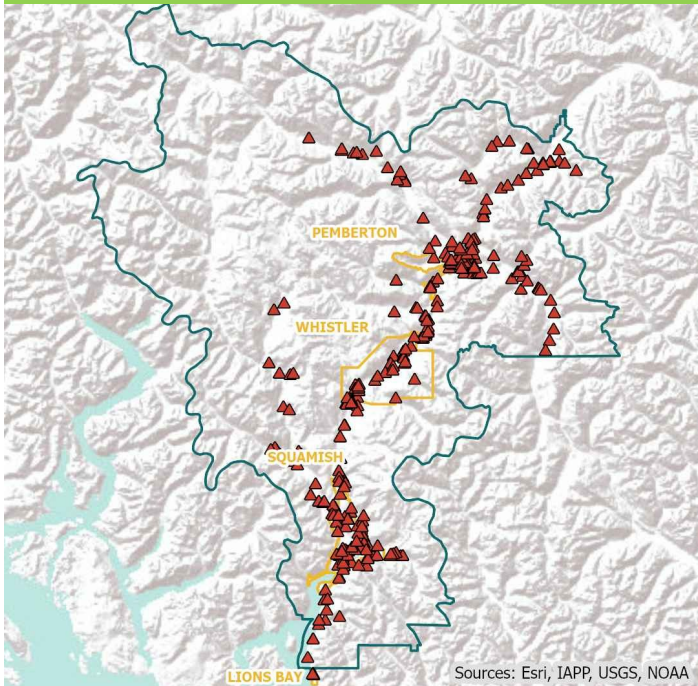 PEMBERTON
WHISTLER
SQUAMISH
LIONS BAY
Sources: Esri, IAPP, USGS, NOAA